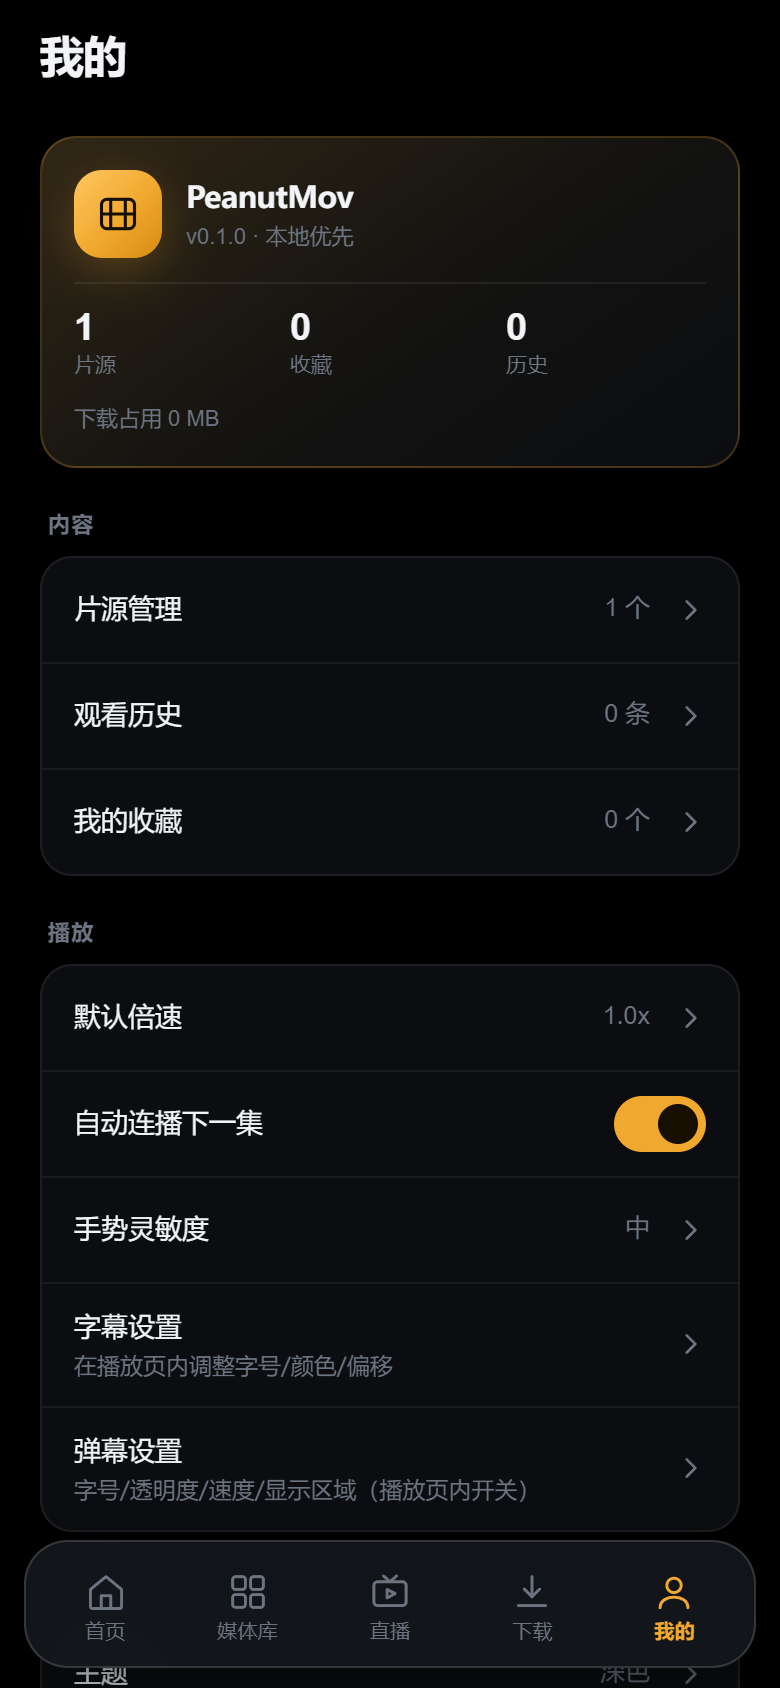 我的
PeanutMov
v0.1.0 · 本地优先
1
片源
0
收藏
0
历史
下载占用 0 MB
内容
片源管理 1 个
观看历史 0 条
我的收藏 0 个
播放
默认倍速 1.0x
自动连播下一集
手势灵敏度 中
字幕设置
在播放页内调整字号/颜色/偏移
弹幕设置
字号/透明度/速度/显示区域（播放页内开关）
首页
媒体库
直播
下载
我的
主题 深色